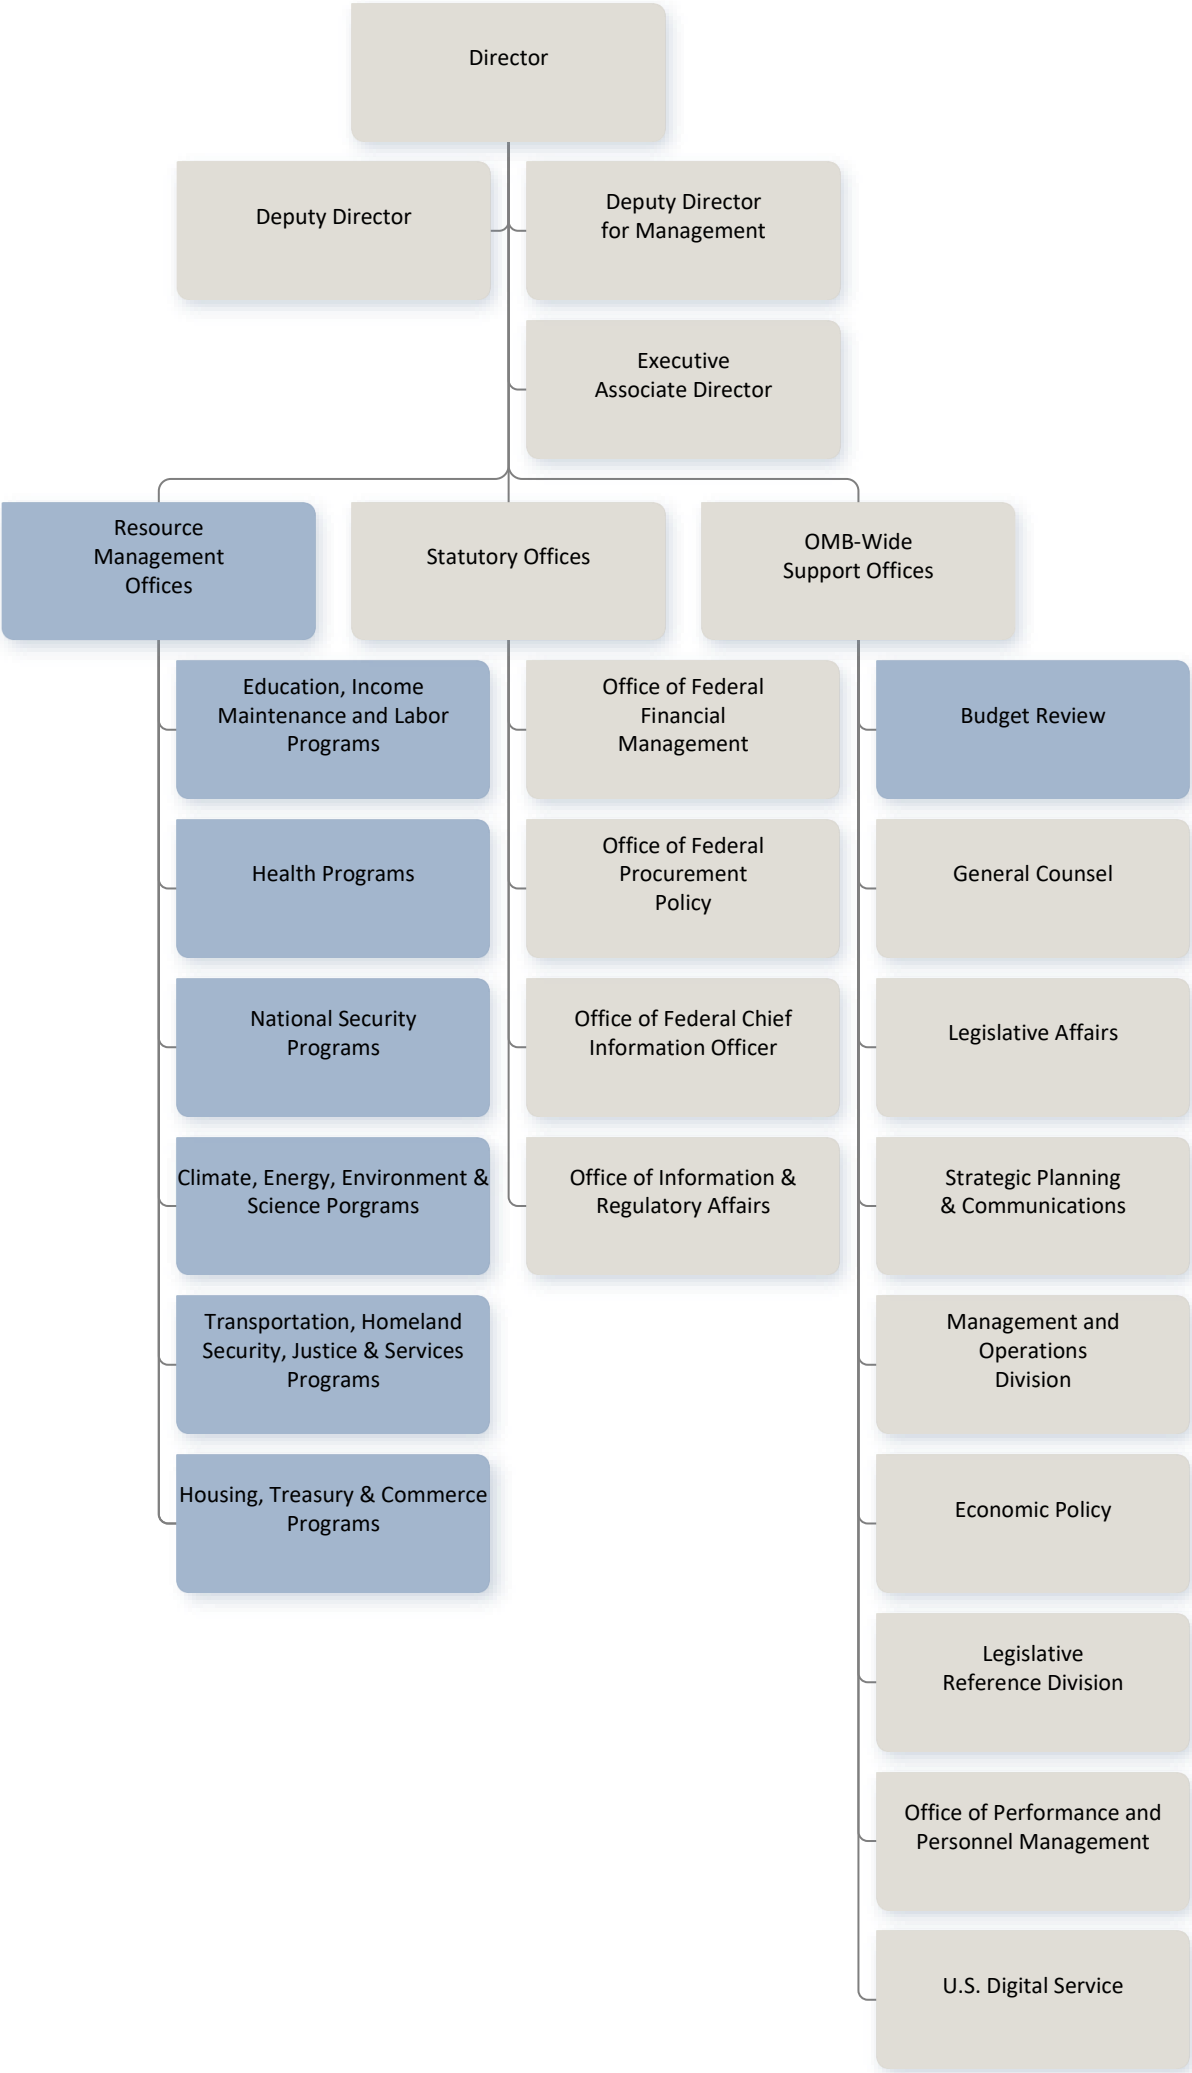 Director
Deputy Director
Deputy Director
for Management
Executive
Associate Director
Resource
Management
Offices
Statutory Offices
OMB-Wide
Support Offices
Education, Income
Maintenance and Labor
Programs
Health Programs
National Security
Programs
Climate, Energy, Environment &
Science Porgrams
Transportation, Homeland
Security, Justice & Services
Programs
Housing, Treasury & Commerce
Programs
Office of Federal
Financial
Management
Office of Federal
Procurement
Policy
Office of Federal Chief
Information Officer
Office of Information &
Regulatory Affairs
Budget Review
General Counsel
Legislative Affairs
Strategic Planning
& Communications
Management and
Operations
Division
Economic Policy
Legislative
Reference Division
Office of Performance and
Personnel Management
U.S. Digital Service